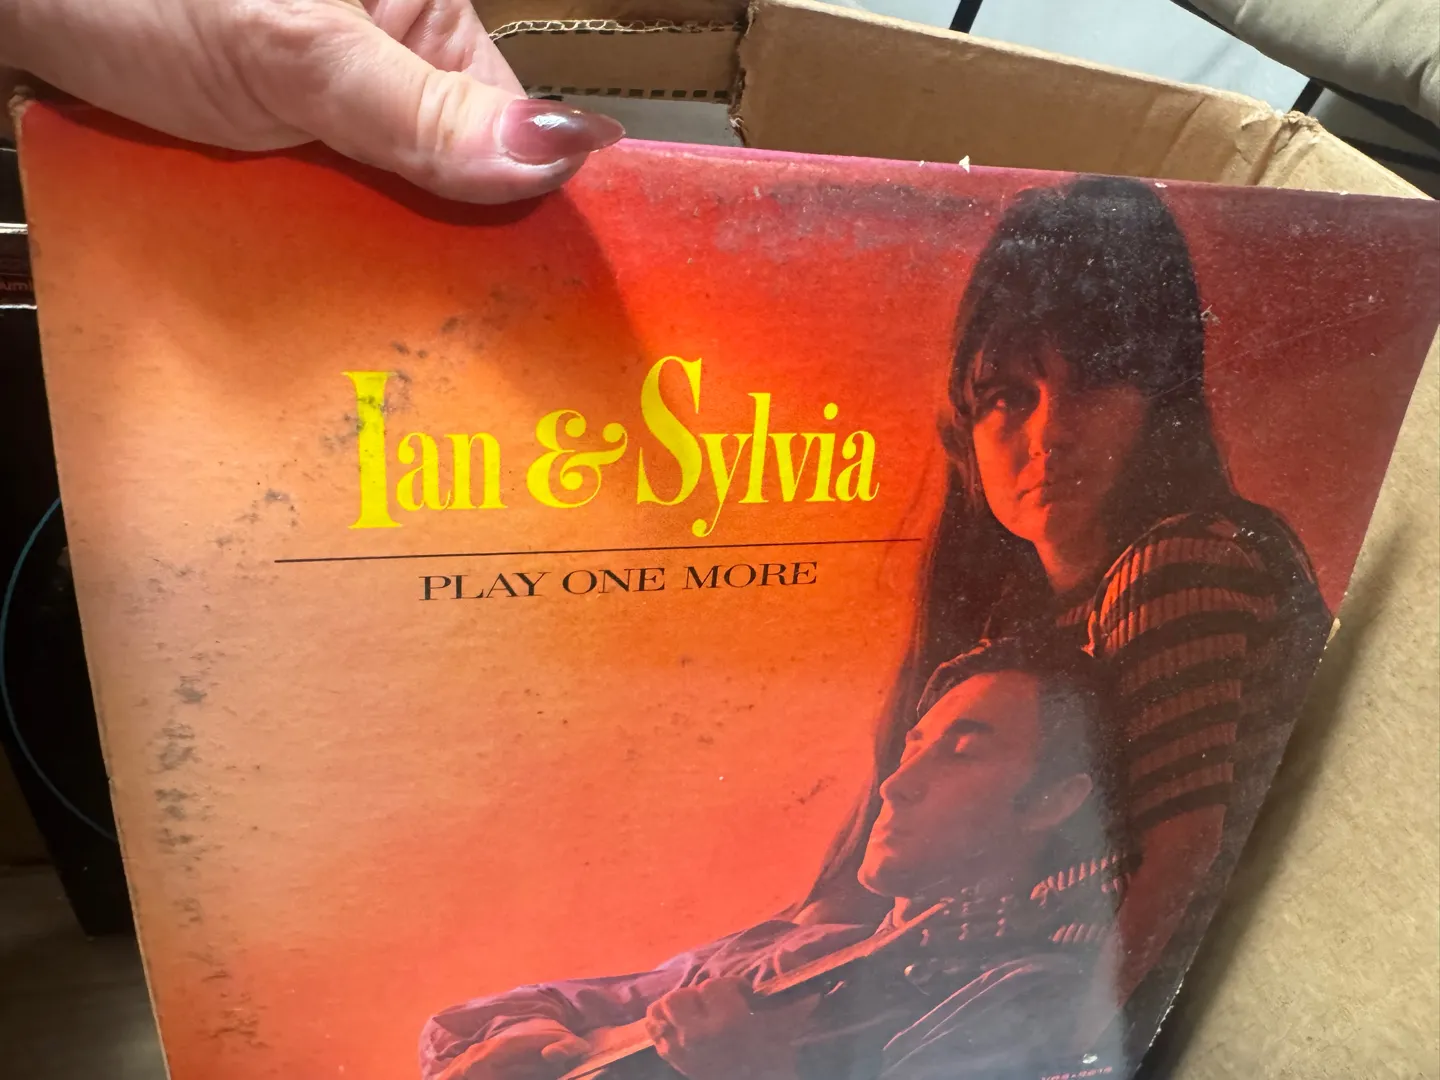 Ian & Sylvia
PLAY ONE MORE